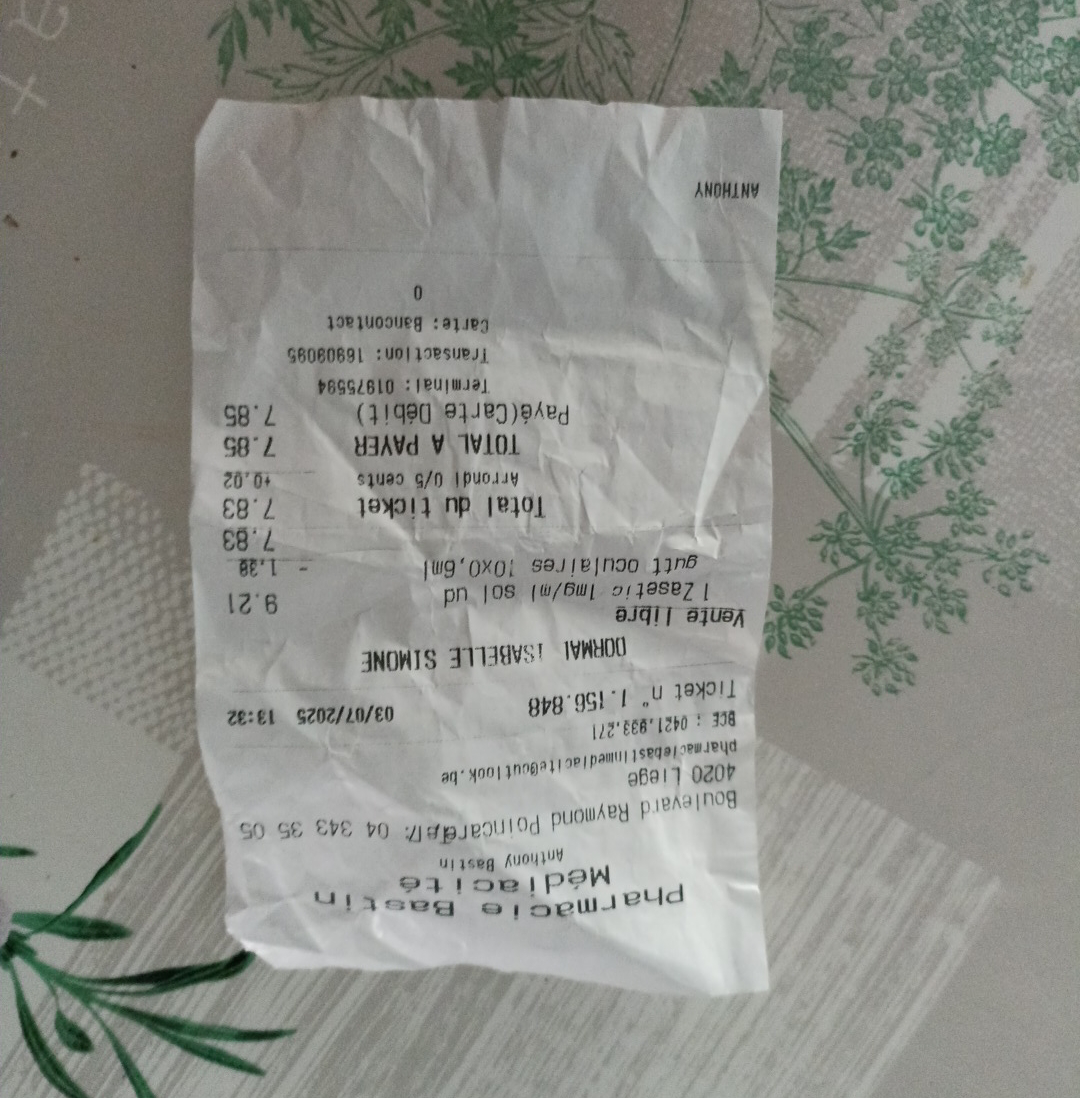 Pharmacie Bastin
Médiacité
Anthony Bastin
Boulevard Raymond Poincaré 7: 04 343 35 05
4020 Liege
pharmaciebastinmediacite@outlook.be
BCE : 0421.933.271
Ticket n° 1.156.848 03/07/2025 13:32
DORMAL ISABELLE SIMONE
Vente libre
1 Zasetic 1mg/ml sol ud 9.21
gutt oculaires 10x0,6ml - 1.38
7.83
Total du ticket 7.83
Arrondi 0/5 cents +0.02
TOTAL A PAYER 7.85
Payé(Carte Débit) 7.85
Terminal: 01975594
Transaction: 16909095
Carte: Bancontact
0
ANTHONY